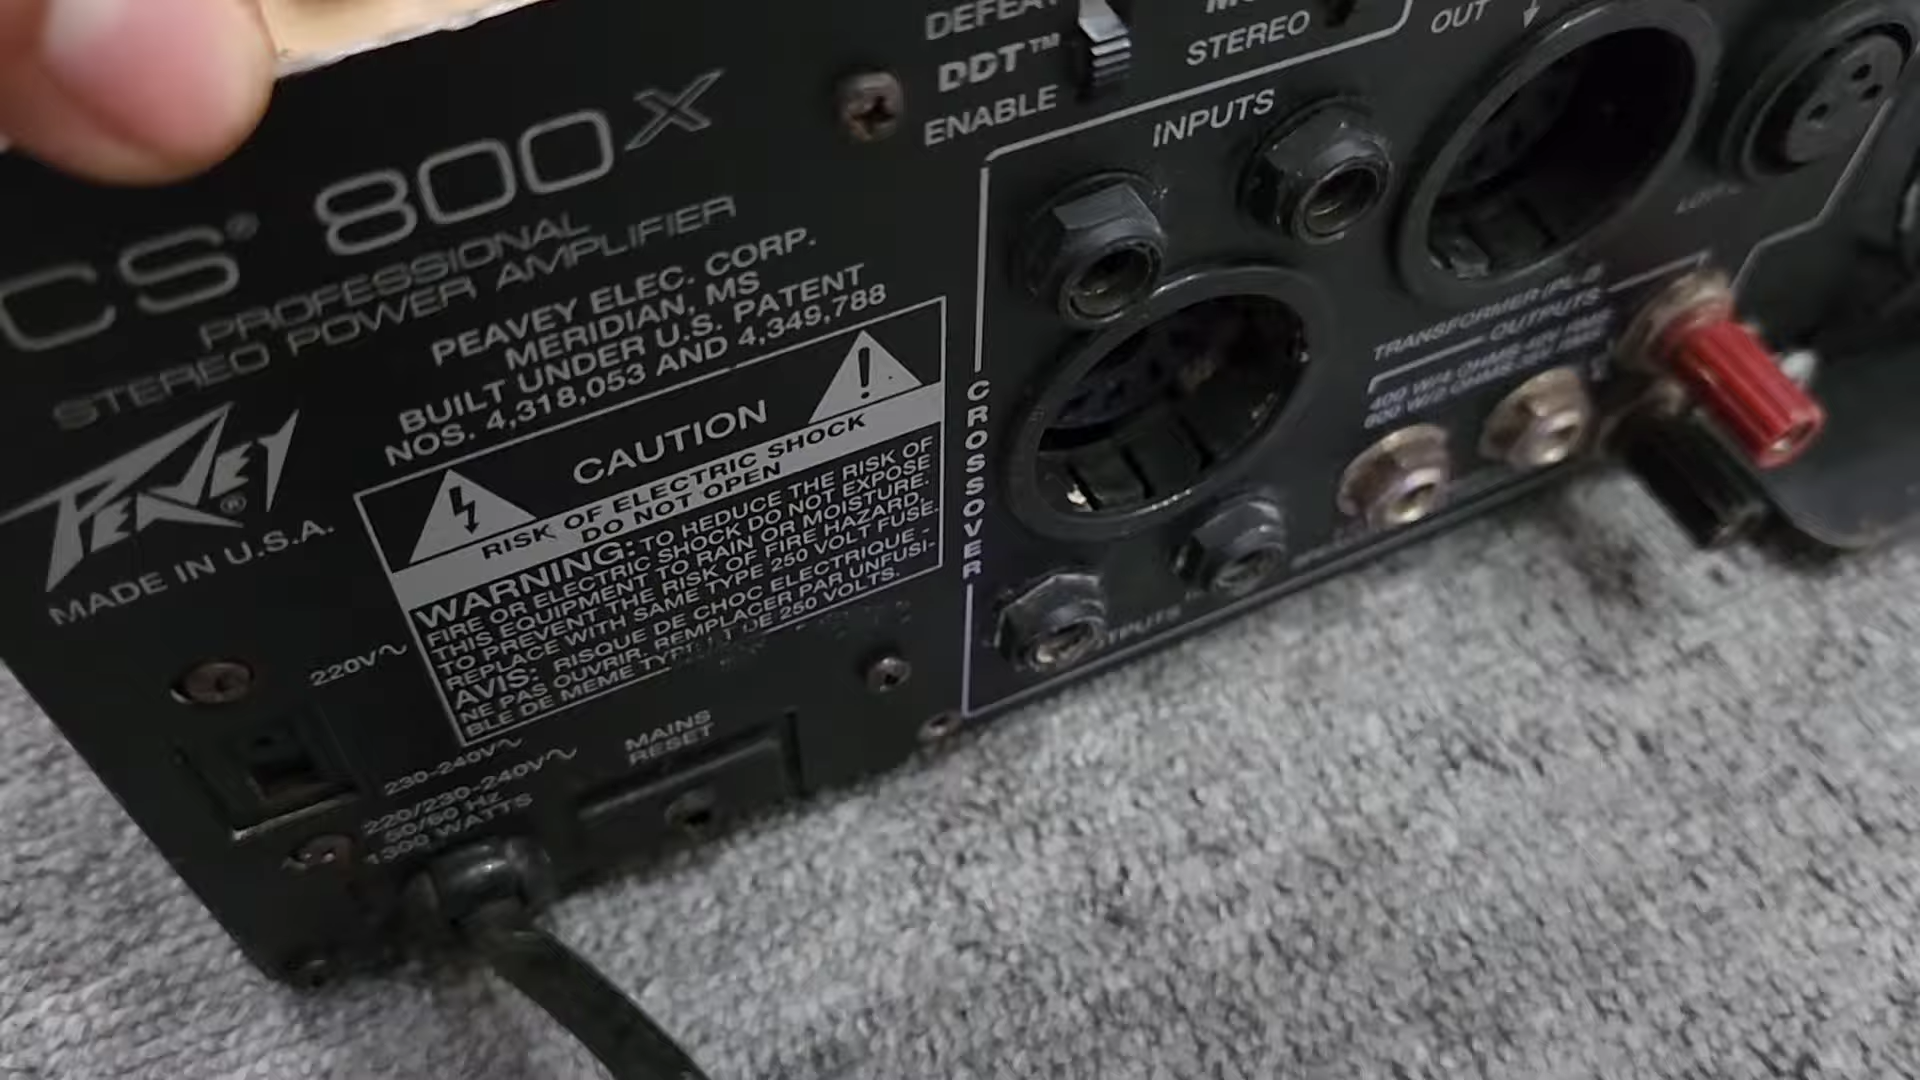 CS® 800X
PROFESSIONAL
STEREO POWER AMPLIFIER
PEAVEY ELEC. CORP.
MERIDIAN, MS
BUILT UNDER U.S. PATENT
NOS. 4,318,053 AND 4,349,788
PEAVEY®
MADE IN U.S.A.
CAUTION
RISK OF ELECTRIC SHOCK
DO NOT OPEN
WARNING: TO REDUCE THE RISK OF
FIRE OR ELECTRIC SHOCK DO NOT EXPOSE
THIS EQUIPMENT TO RAIN OR MOISTURE.
TO PREVENT THE RISK OF FIRE HAZARD,
REPLACE WITH SAME TYPE 250 VOLT FUSE.
AVIS: RISQUE DE CHOC ELECTRIQUE -
NE PAS OUVRIR. REMPLACER PAR UNFUSI-
BLE DE MEME TYPE DE 250 VOLTS.
220V~
230-240V~
220/230-240V~
50/60 Hz
1300 WATTS
MAINS
RESET
DEFEAT
DDT™
ENABLE
STEREO
OUT
INPUTS
CROSSOVER
TRANSFORMER (PL-2)
OUTPUTS